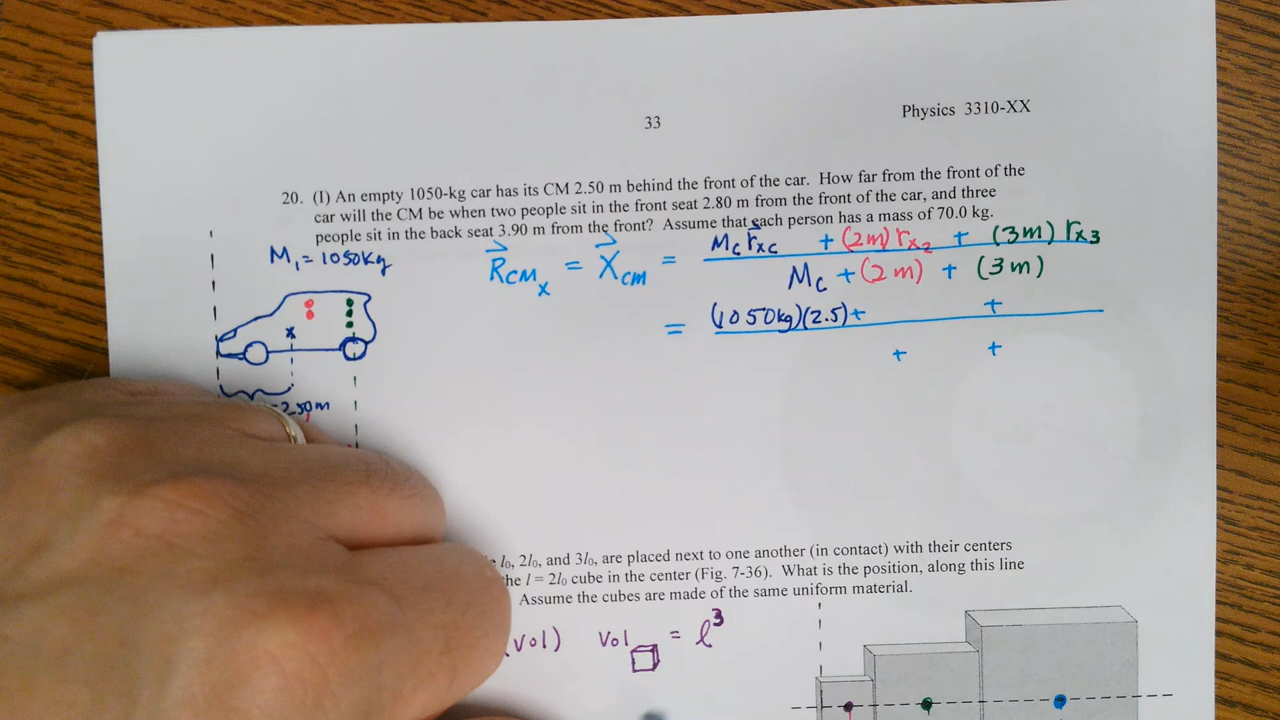 Physics 3310-XX
33
20. (I) An empty 1050-kg car has its CM 2.50 m behind the front of the car. How far from the front of the
car will the CM be when two people sit in the front seat 2.80 m from the front of the car, and three
people sit in the back seat 3.90 m from the front? Assume that each person has a mass of 70.0 kg.
M₁ = 1050kg
R⃗CMₓ = X⃗cm = Mc r⃗xc + (2m) rx₂ + (3m) rx3
Mc + (2m) + (3m)
= (1050kg)(2.5)+ +
+ +
2.50m
l₀, 2l₀, and 3l₀, are placed next to one another (in contact) with their centers
the l = 2l₀ cube in the center (Fig. 7-36). What is the position, along this line
Assume the cubes are made of the same uniform material.
(vol) vol = l³